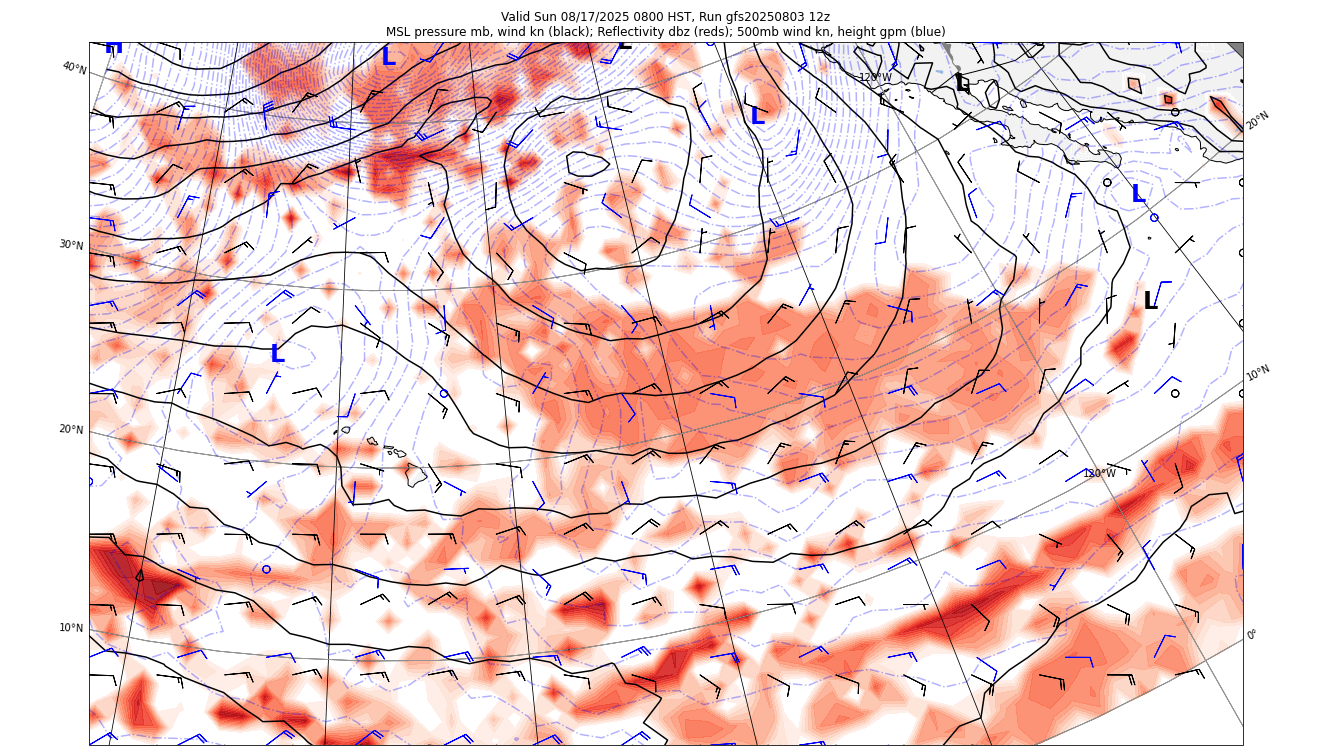 Valid Sun 08/17/2025 0800 HST, Run gfs20250803 12z
MSL pressure mb, wind kn (black); Reflectivity dbz (reds); 500mb wind kn, height gpm (blue)
H
L
L
40°N
120°W
L
L
20°N
L
30°N
L
L
10°N
20°N
120°W
10°N
0°